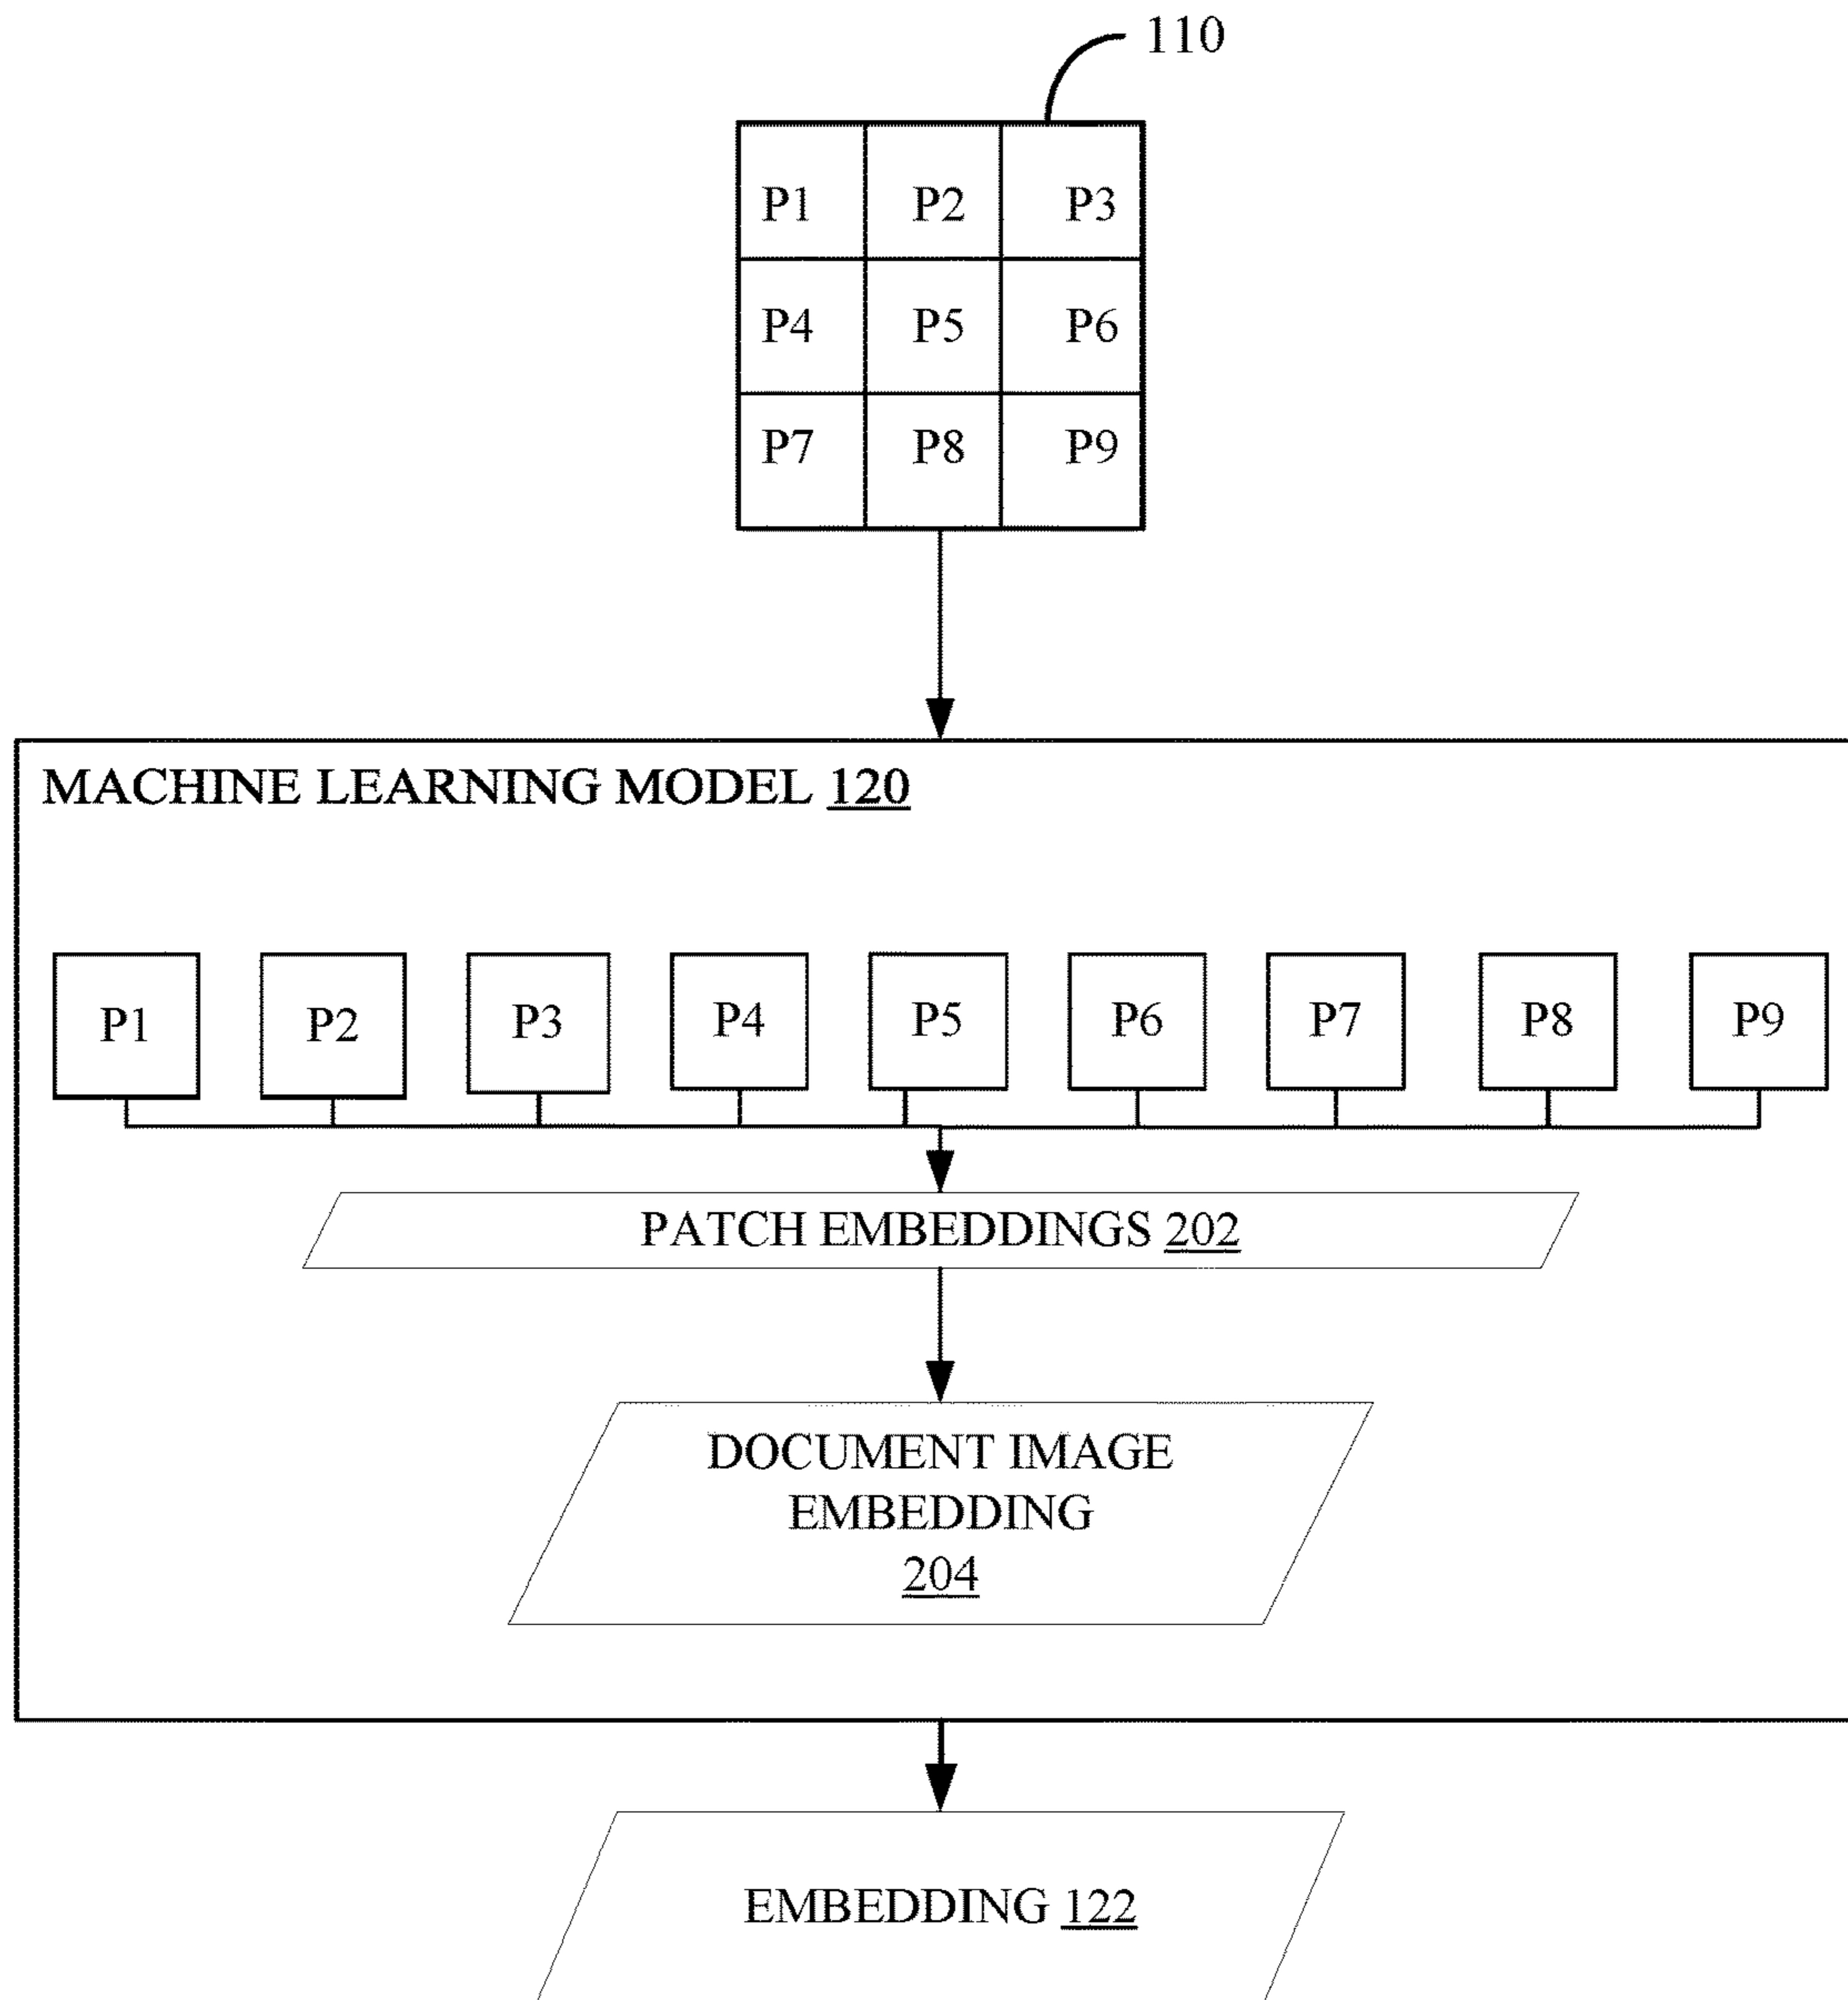 110
P1 P2 P3
P4 P5 P6
P7 P8 P9
MACHINE LEARNING MODEL 120
P1 P2 P3 P4 P5 P6 P7 P8 P9
PATCH EMBEDDINGS 202
DOCUMENT IMAGE
EMBEDDING
204
EMBEDDING 122